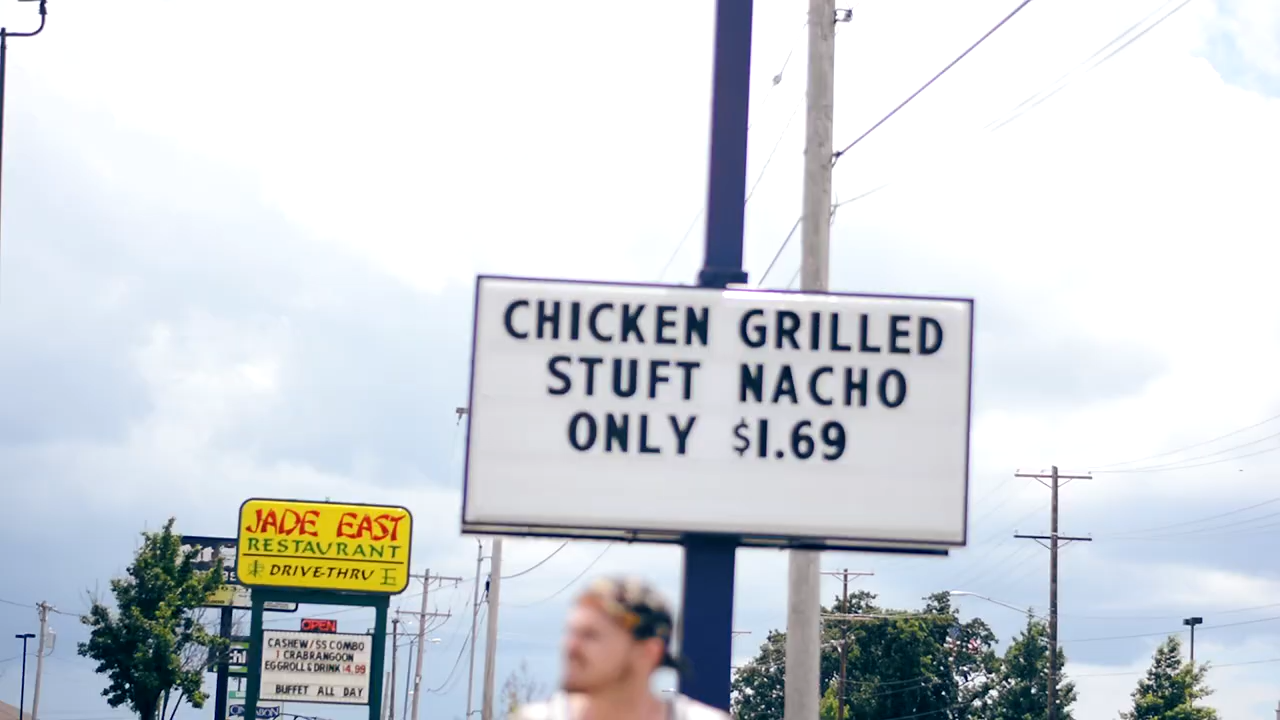 CHICKEN GRILLED
STUFT NACHO
ONLY $1.69
JADE EAST
RESTAURANT
DRIVE-THRU
OPEN
CASHEW/SS COMBO
1 CRABRANGOON
EGGROLL & DRINK $4.99
BUFFET ALL DAY